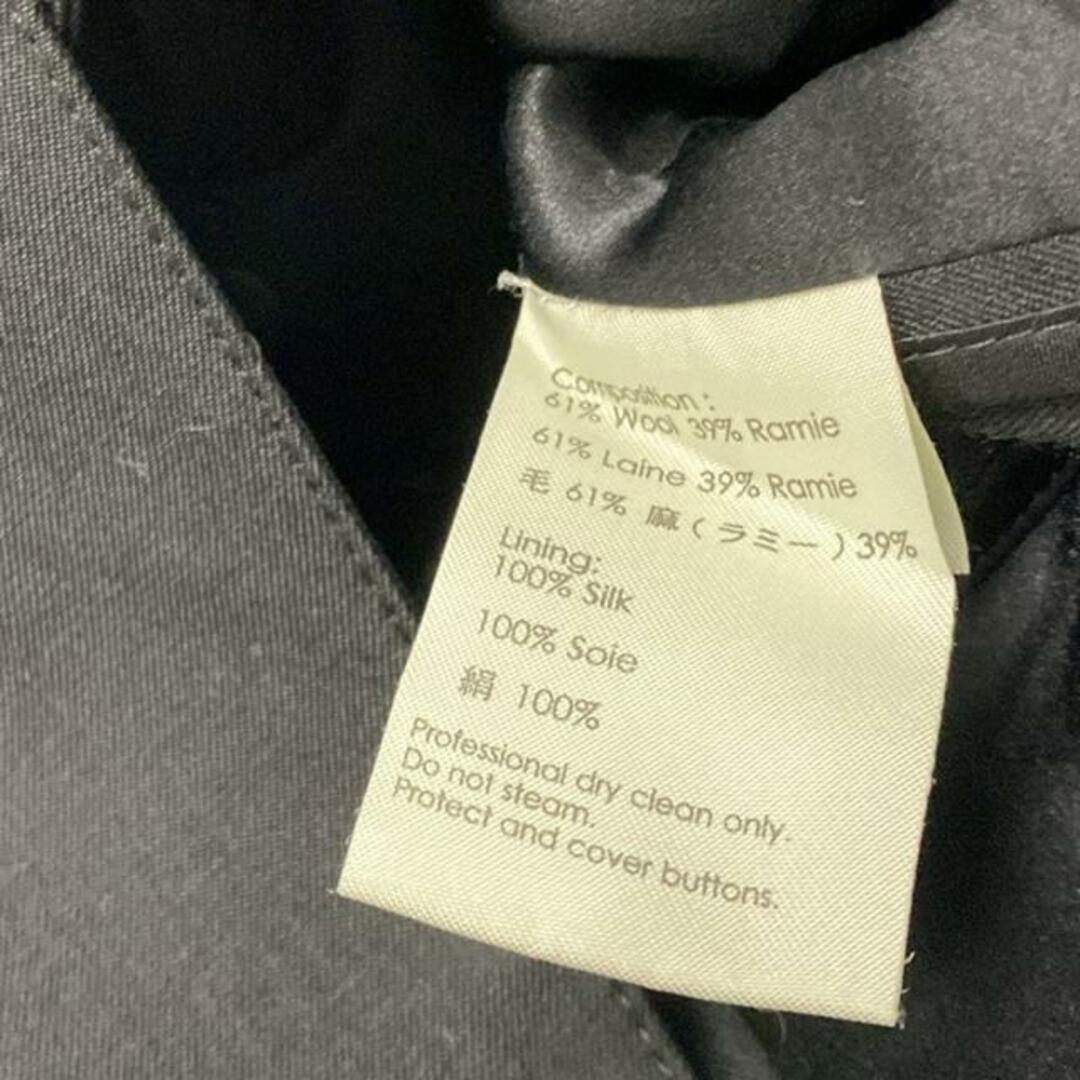 Composition :
61% Wool 39% Ramie
61% Laine 39% Ramie
毛 61% 麻 ( ラミー ) 39%
Lining:
100% Silk
100% Soie
絹 100%
Professional dry clean only.
Do not steam.
Protect and cover buttons.